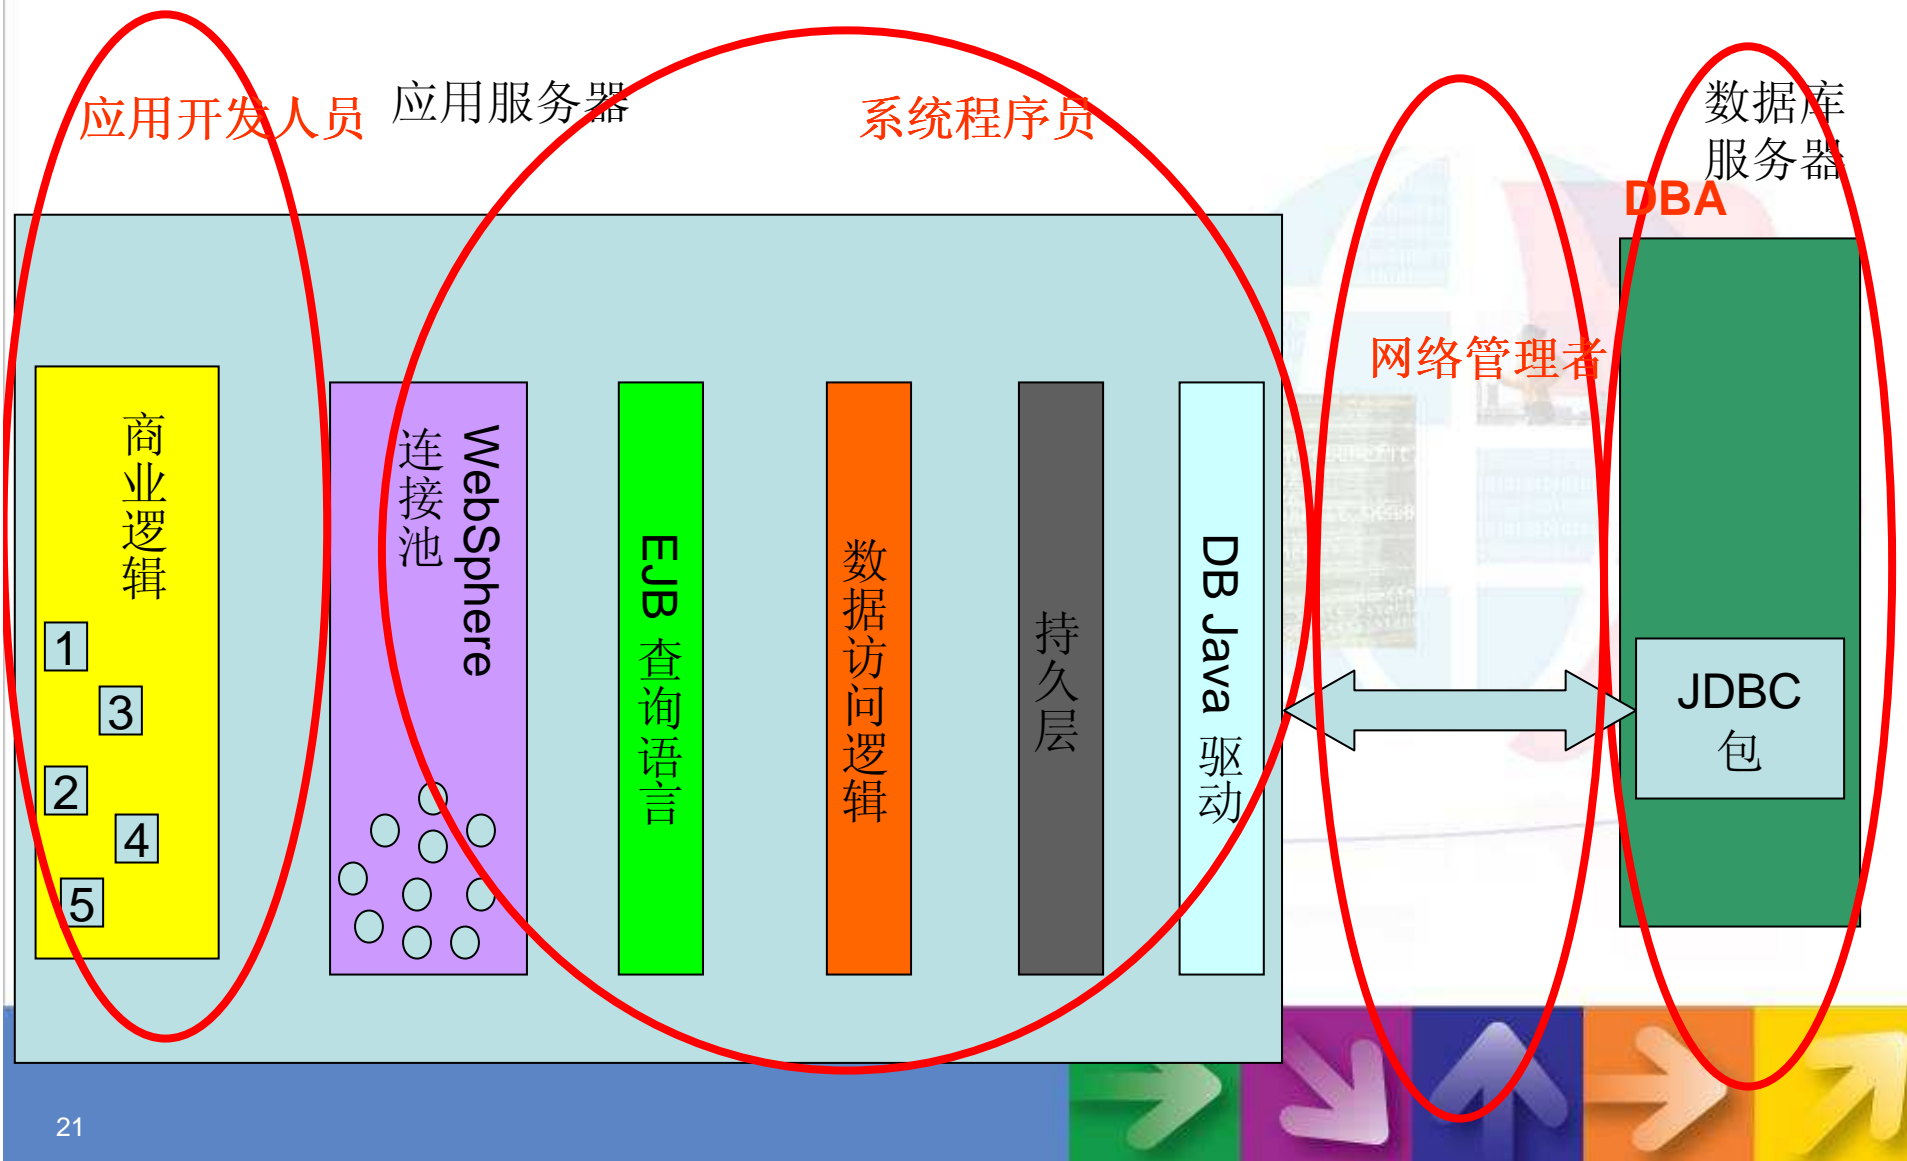 应用开发人员
应用服务器
系统程序员
数据库
服务器
DBA
网络管理者
商业逻辑
1
3
2
4
5
WebSphere
连接池
EJB 查询语言
数据访问逻辑
持久层
DB Java 驱动
JDBC
包
21